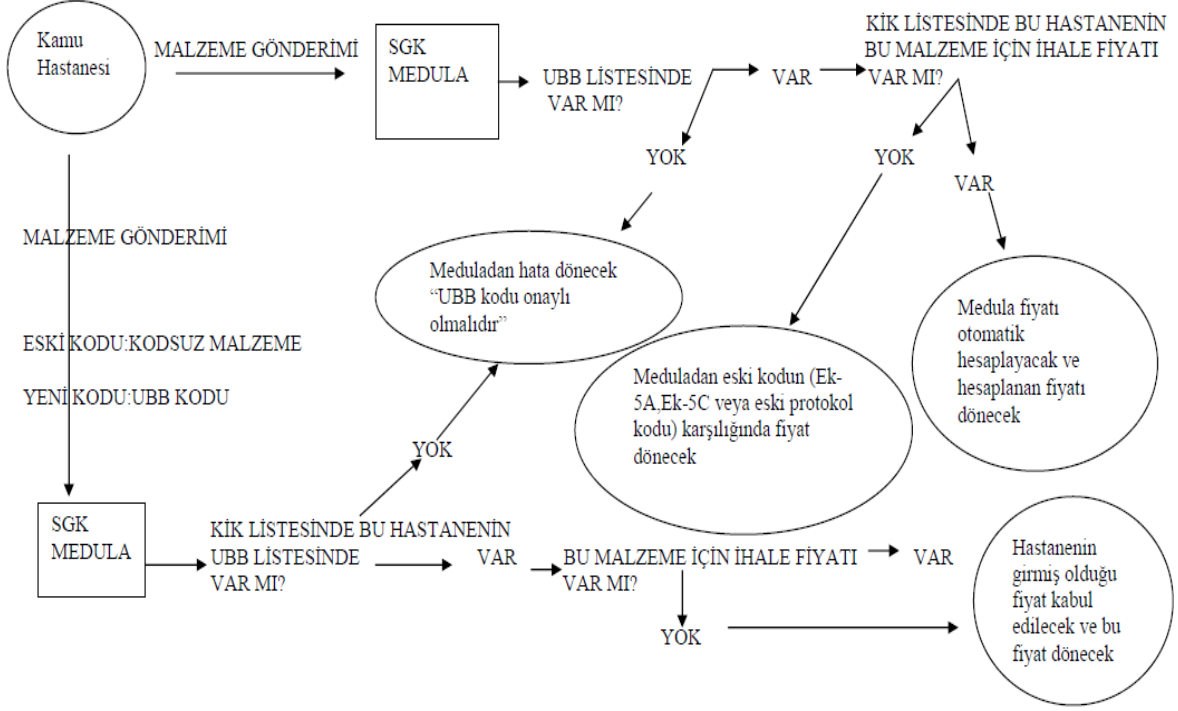 Kamu
Hastanesi
MALZEME GÖNDERİMİ
SGK
MEDULA
UBB LİSTESİNDE
VAR MI?
VAR
KİK LİSTESİNDE BU HASTANENİN
BU MALZEME İÇİN İHALE FİYATI
VAR MI?
YOK
YOK
VAR
MALZEME GÖNDERİMİ
Meduladan hata dönecek
“UBB kodu onaylı
olmalıdır”
Medula fiyatı
otomatik
hesaplayacak ve
hesaplanan fiyatı
dönecek
ESKİ KODU:KODSUZ MALZEME
YENİ KODU:UBB KODU
Meduladan eski kodun (Ek-
5A,Ek-5C veya eski protokol
kodu) karşılığında fiyat
dönecek
YOK
SGK
MEDULA
KİK LİSTESİNDE BU HASTANENİN
UBB LİSTESİNDE
VAR MI?
VAR
BU MALZEME İÇİN İHALE FİYATI
VAR MI?
VAR
YOK
Hastanenin
girmiş olduğu
fiyat kabul
edilecek ve bu
fiyat dönecek